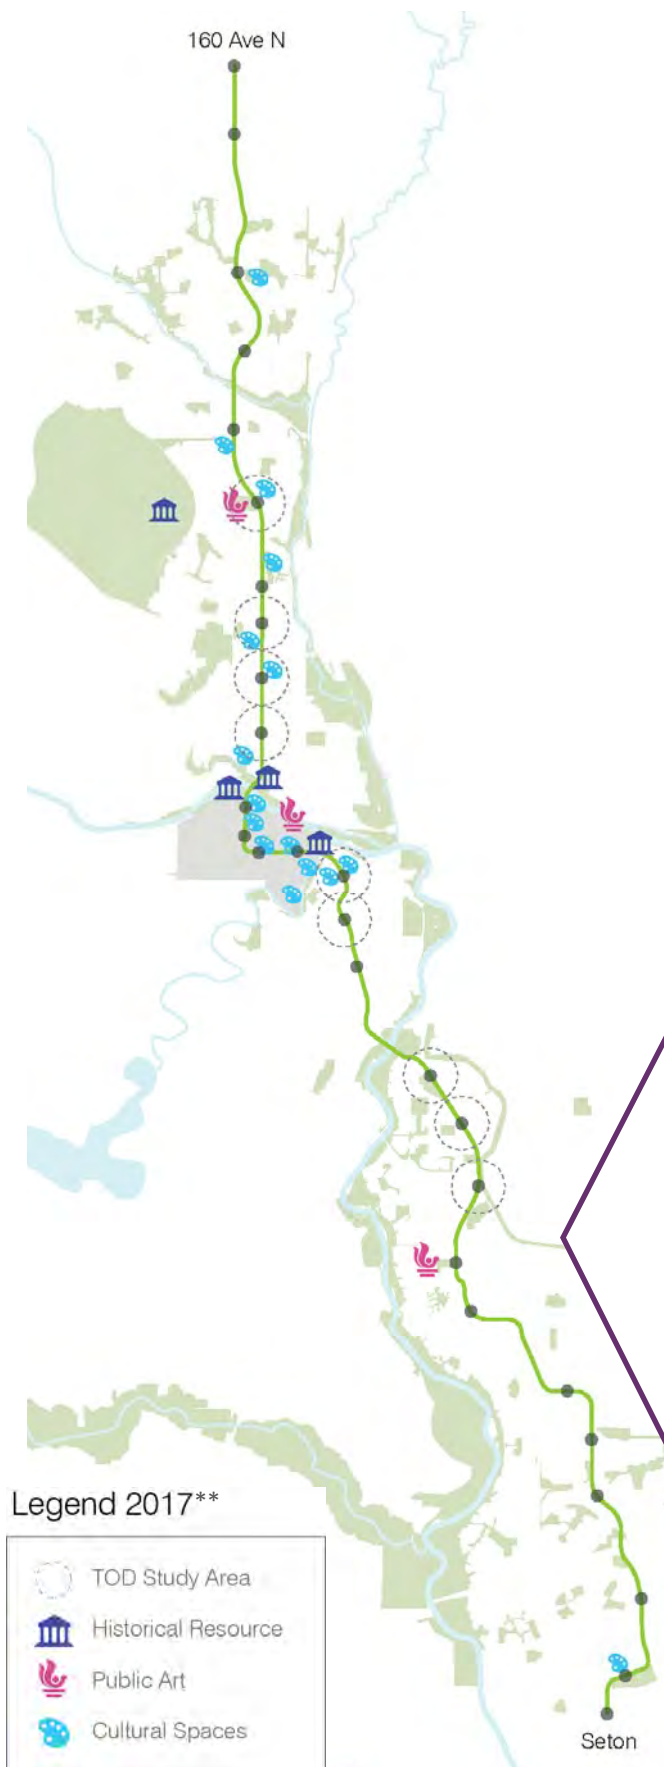 160 Ave N
Legend 2017**
TOD Study Area
Historical Resource
Public Art
Cultural Spaces
Seton